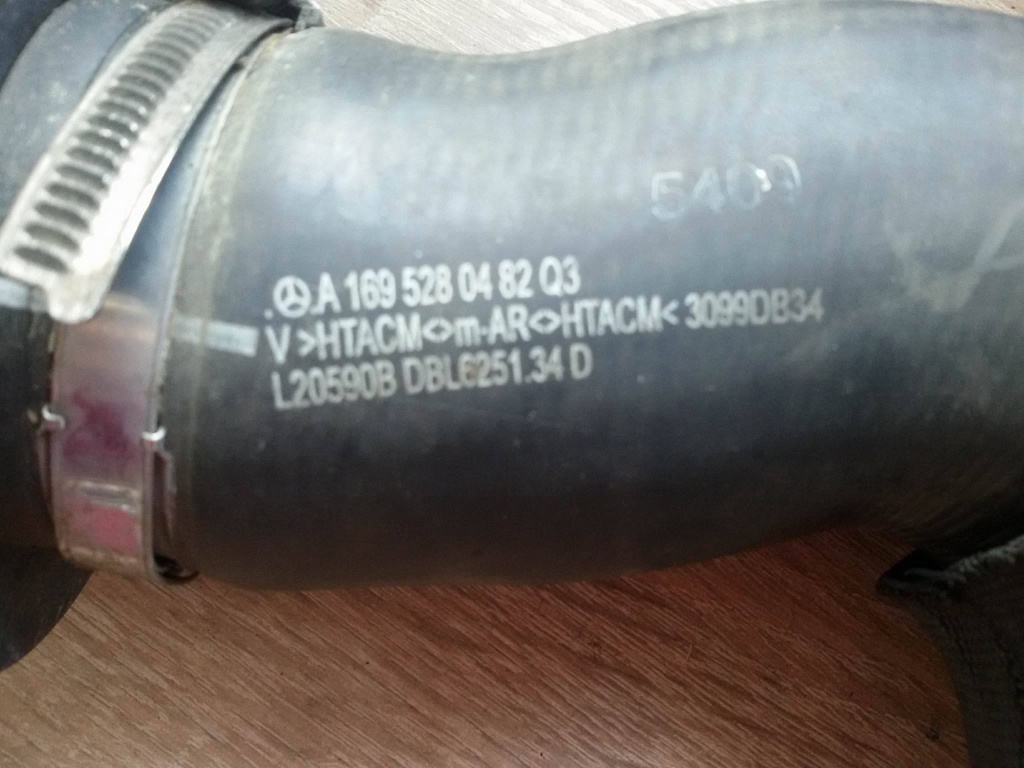 5409
.A 169 528 04 82 Q3
V >HTACM<>m-AR<>HTACM< 3099DB34
L20590B DBL6251.34 D